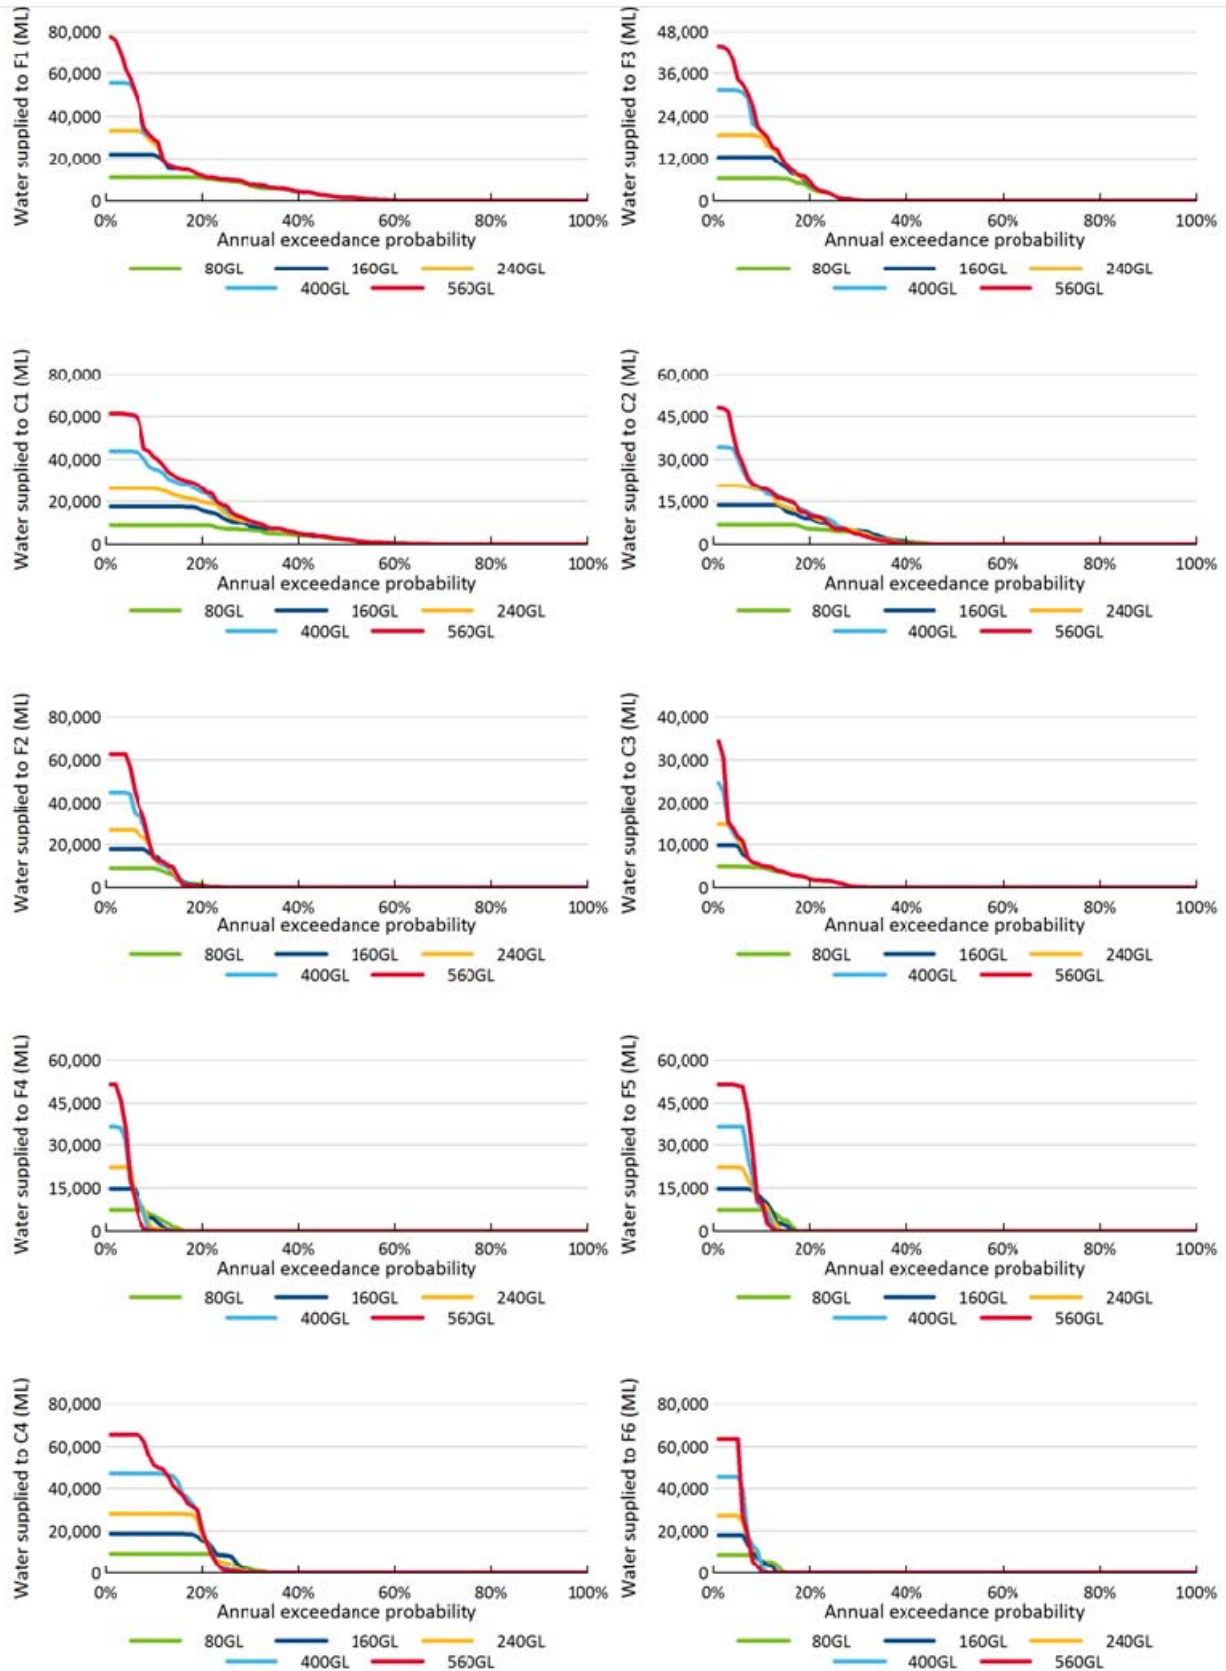 Water supplied to F1 (ML)
80,000
60,000
40,000
20,000
0
0% 20% 40% 60% 80% 100%
Annual exceedance probability
80GL 160GL 240GL
400GL 560GL
Water supplied to F3 (ML)
48,000
36,000
24,000
12,000
0
0% 20% 40% 60% 80% 100%
Annual exceedance probability
80GL 160GL 240GL
400GL 560GL
Water supplied to C1 (ML)
80,000
60,000
40,000
20,000
0
0% 20% 40% 60% 80% 100%
Annual exceedance probability
80GL 160GL 240GL
400GL 560GL
Water supplied to C2 (ML)
60,000
45,000
30,000
15,000
0
0% 20% 40% 60% 80% 100%
Annual exceedance probability
80GL 160GL 240GL
400GL 560GL
Water supplied to F2 (ML)
80,000
60,000
40,000
20,000
0
0% 20% 40% 60% 80% 100%
Annual exceedance probability
80GL 160GL 240GL
400GL 560GL
Water supplied to C3 (ML)
40,000
30,000
20,000
10,000
0
0% 20% 40% 60% 80% 100%
Annual exceedance probability
80GL 160GL 240GL
400GL 560GL
Water supplied to F4 (ML)
60,000
45,000
30,000
15,000
0
0% 20% 40% 60% 80% 100%
Annual exceedance probability
80GL 160GL 240GL
400GL 560GL
Water supplied to F5 (ML)
60,000
45,000
30,000
15,000
0
0% 20% 40% 60% 80% 100%
Annual exceedance probability
80GL 160GL 240GL
400GL 560GL
Water supplied to C4 (ML)
80,000
60,000
40,000
20,000
0
0% 20% 40% 60% 80% 100%
Annual exceedance probability
80GL 160GL 240GL
400GL 560GL
Water supplied to F6 (ML)
80,000
60,000
40,000
20,000
0
0% 20% 40% 60% 80% 100%
Annual exceedance probability
80GL 160GL 240GL
400GL 560GL